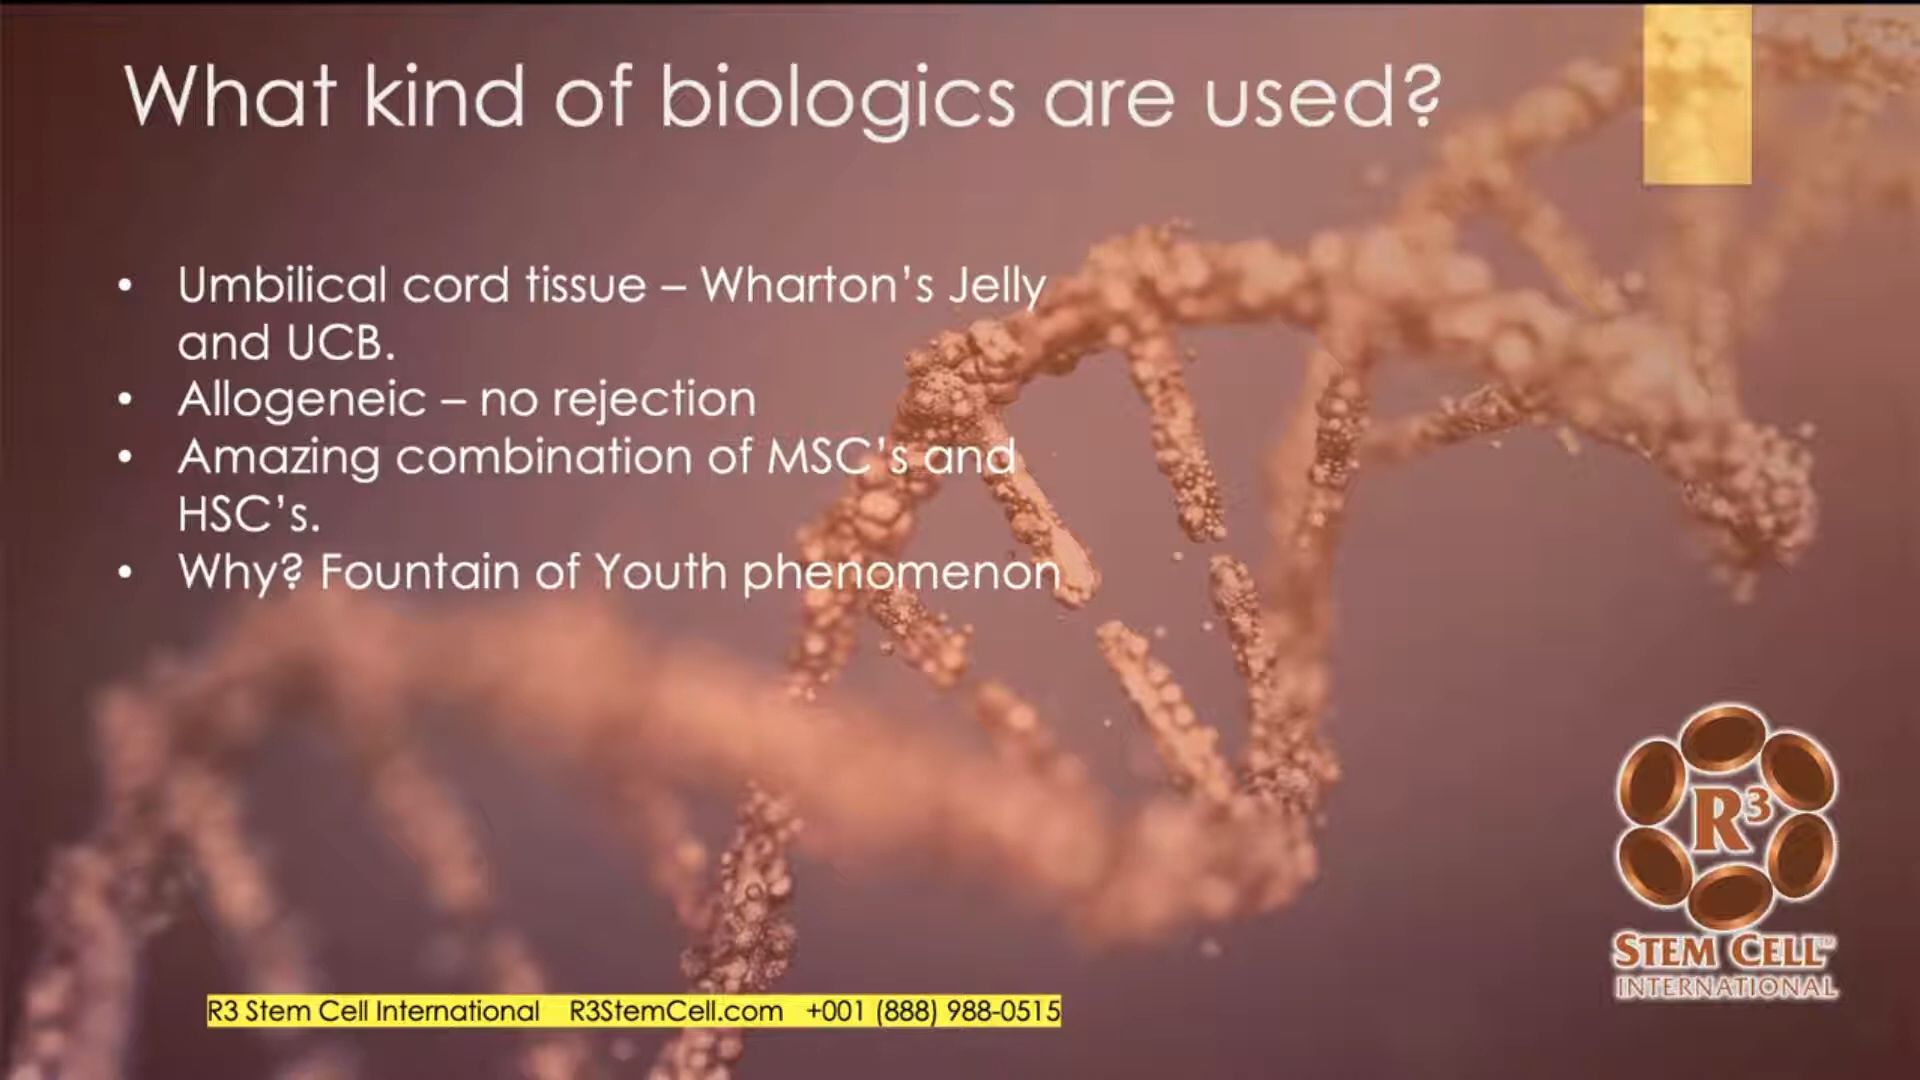 What kind of biologics are used?
• Umbilical cord tissue – Wharton's Jelly
and UCB.
• Allogeneic – no rejection
• Amazing combination of MSC's and
HSC's.
• Why? Fountain of Youth phenomenon
R3
STEM CELL™
INTERNATIONAL
R3 Stem Cell International R3StemCell.com +001 (888) 988-0515